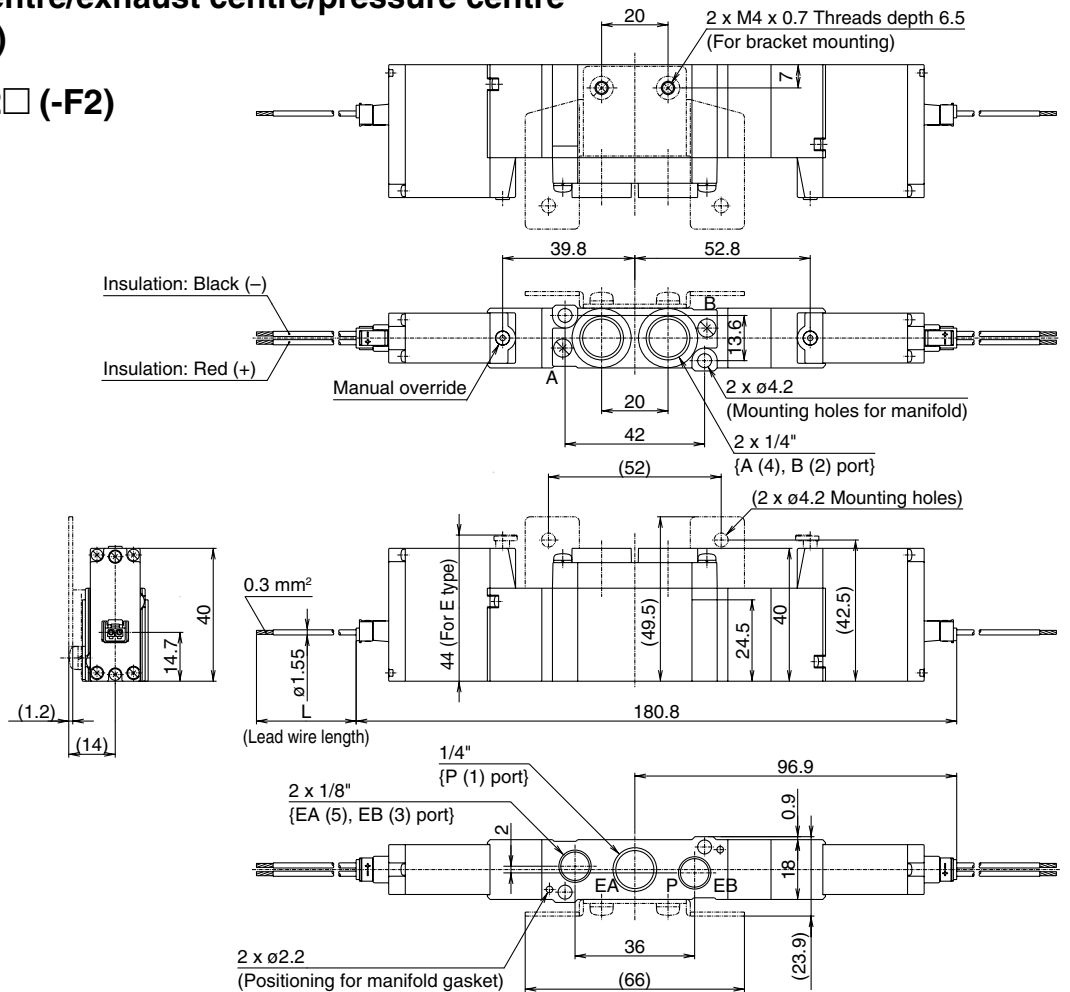 entre/exhaust centre/pressure centre
)
□ (-F2)
20
2 x M4 x 0.7 Threads depth 6.5
(For bracket mounting)
7
39.8
52.8
Insulation: Black (–)
Insulation: Red (+)
Manual override
A
B
13.6
20
42
2 x ø4.2
(Mounting holes for manifold)
2 x 1/4"
{A (4), B (2) port}
(52)
(2 x ø4.2 Mounting holes)
0.3 mm²
40
14.7
(1.2)
(14)
ø1.55
L
(Lead wire length)
44 (For E type)
(49.5)
24.5
40
(42.5)
180.8
1/4"
{P (1) port}
2 x 1/8"
{EA (5), EB (3) port}
96.9
2
0.9
18
EA
P
EB
36
(66)
(23.9)
2 x ø2.2
(Positioning for manifold gasket)